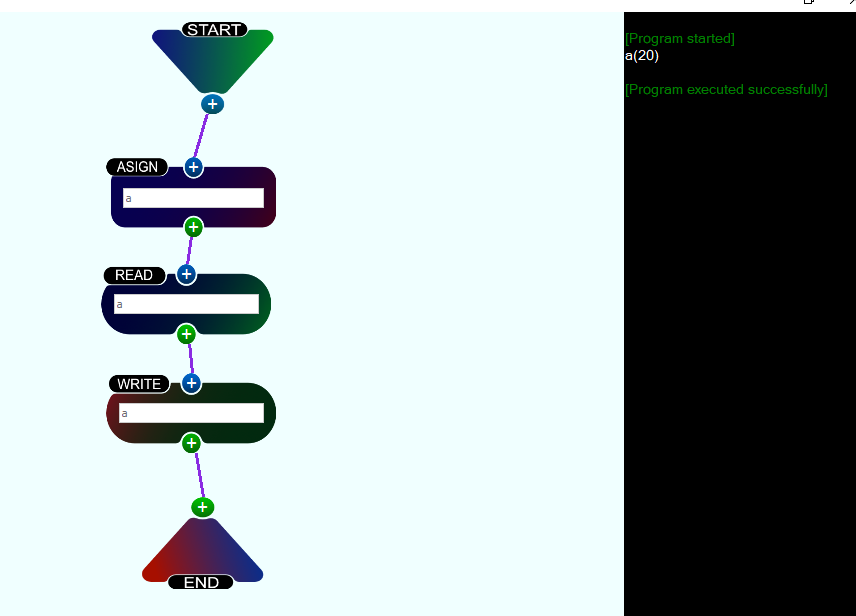 START
ASIGN
a
READ
a
WRITE
a
END
[Program started]
a(20)
[Program executed successfully]